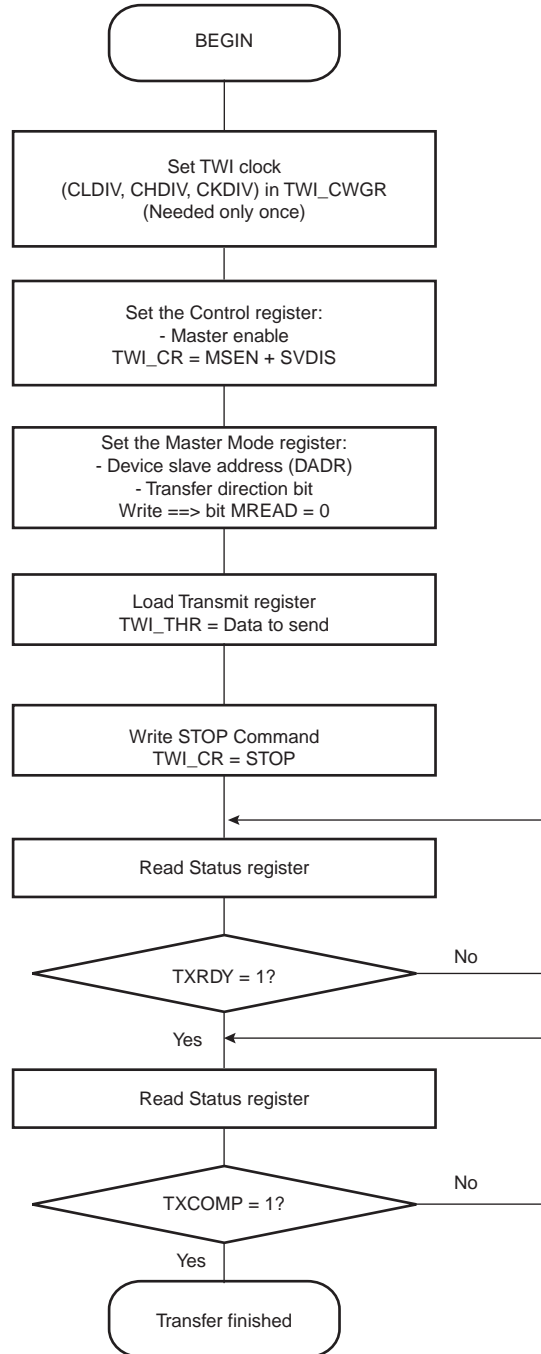 BEGIN
Set TWI clock
(CLDIV, CHDIV, CKDIV) in TWI_CWGR
(Needed only once)
Set the Control register:
- Master enable
TWI_CR = MSEN + SVDIS
Set the Master Mode register:
- Device slave address (DADR)
- Transfer direction bit
Write ==> bit MREAD = 0
Load Transmit register
TWI_THR = Data to send
Write STOP Command
TWI_CR = STOP
Read Status register
TXRDY = 1?
No
Yes
Read Status register
TXCOMP = 1?
No
Yes
Transfer finished